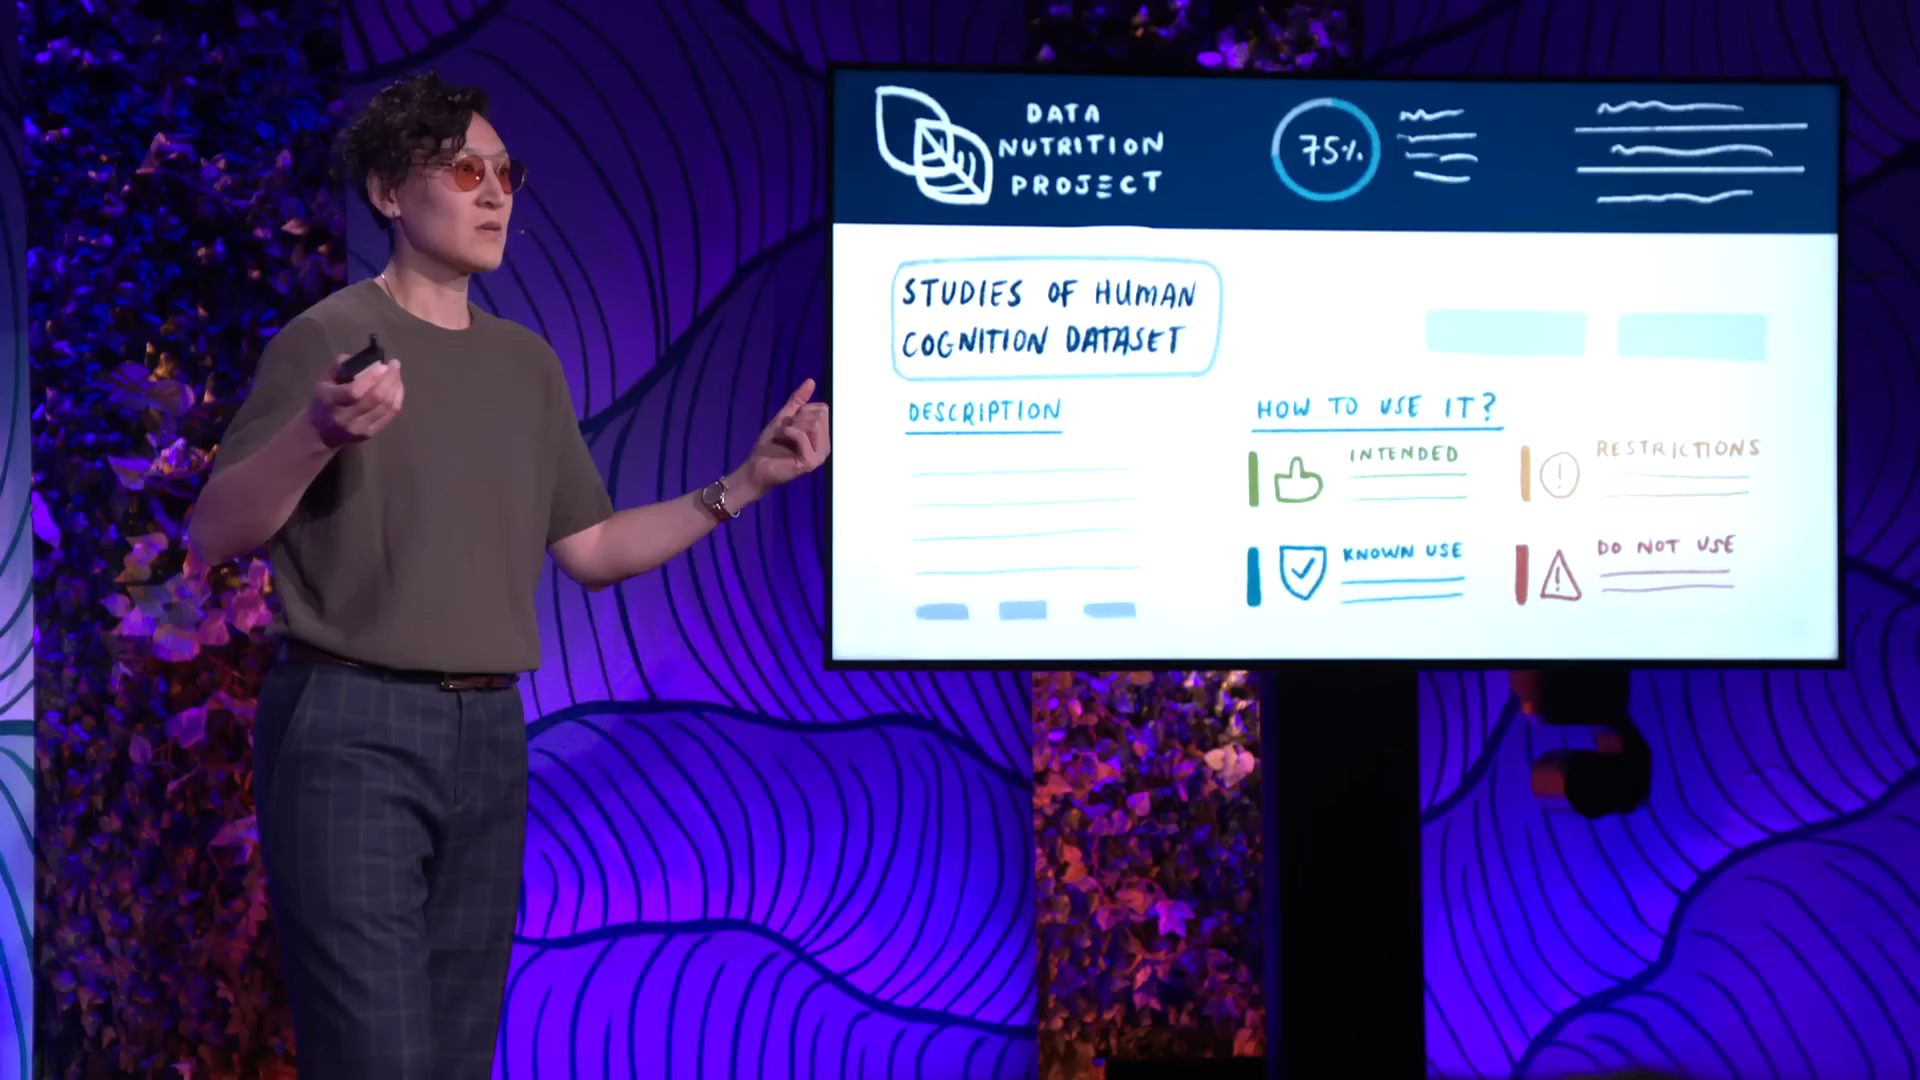 DATA
NUTRITION
PROJECT
75%
STUDIES OF HUMAN
COGNITION DATASET
DESCRIPTION
HOW TO USE IT?
INTENDED
RESTRICTIONS
KNOWN USE
DO NOT USE